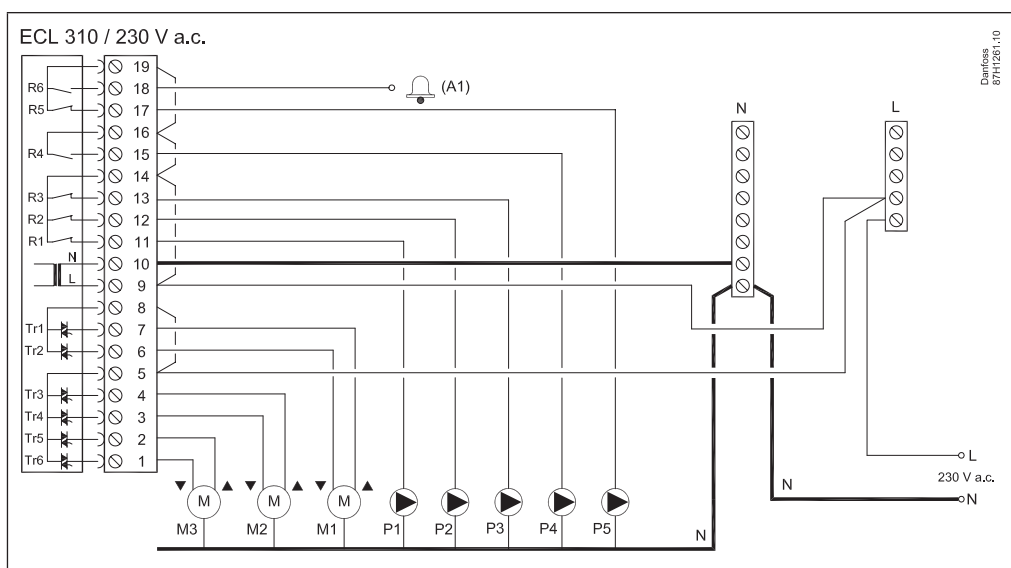 ECL 310 / 230 V a.c.
Danfoss
87H1261.10
19
R6 18 (A1)
R5 17
16
R4 15
14
R3 13
R2 12
R1 11
N 10
L 9
8
Tr1 7
Tr2 6
5
Tr3 4
Tr4 3
Tr5 2
Tr6 1
N L
L
230 V a.c.
N N
M M M
M3 M2 M1 P1 P2 P3 P4 P5 N